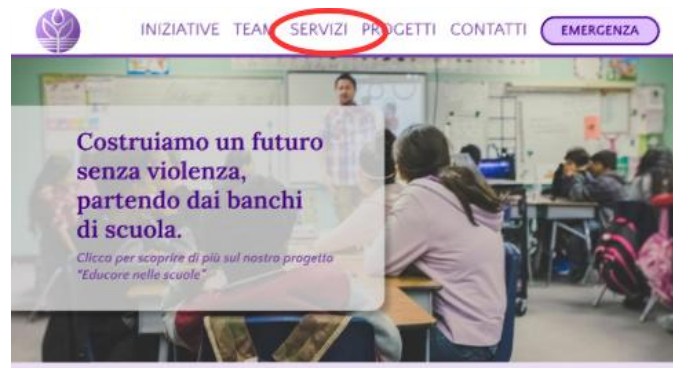 INIZIATIVE TEAM SERVIZI PROGETTI CONTATTI EMERGENZA
Costruiamo un futuro
senza violenza,
partendo dai banchi
di scuola.
Clicca per scoprire di più sul nostro progetto
"Educare nelle scuole"